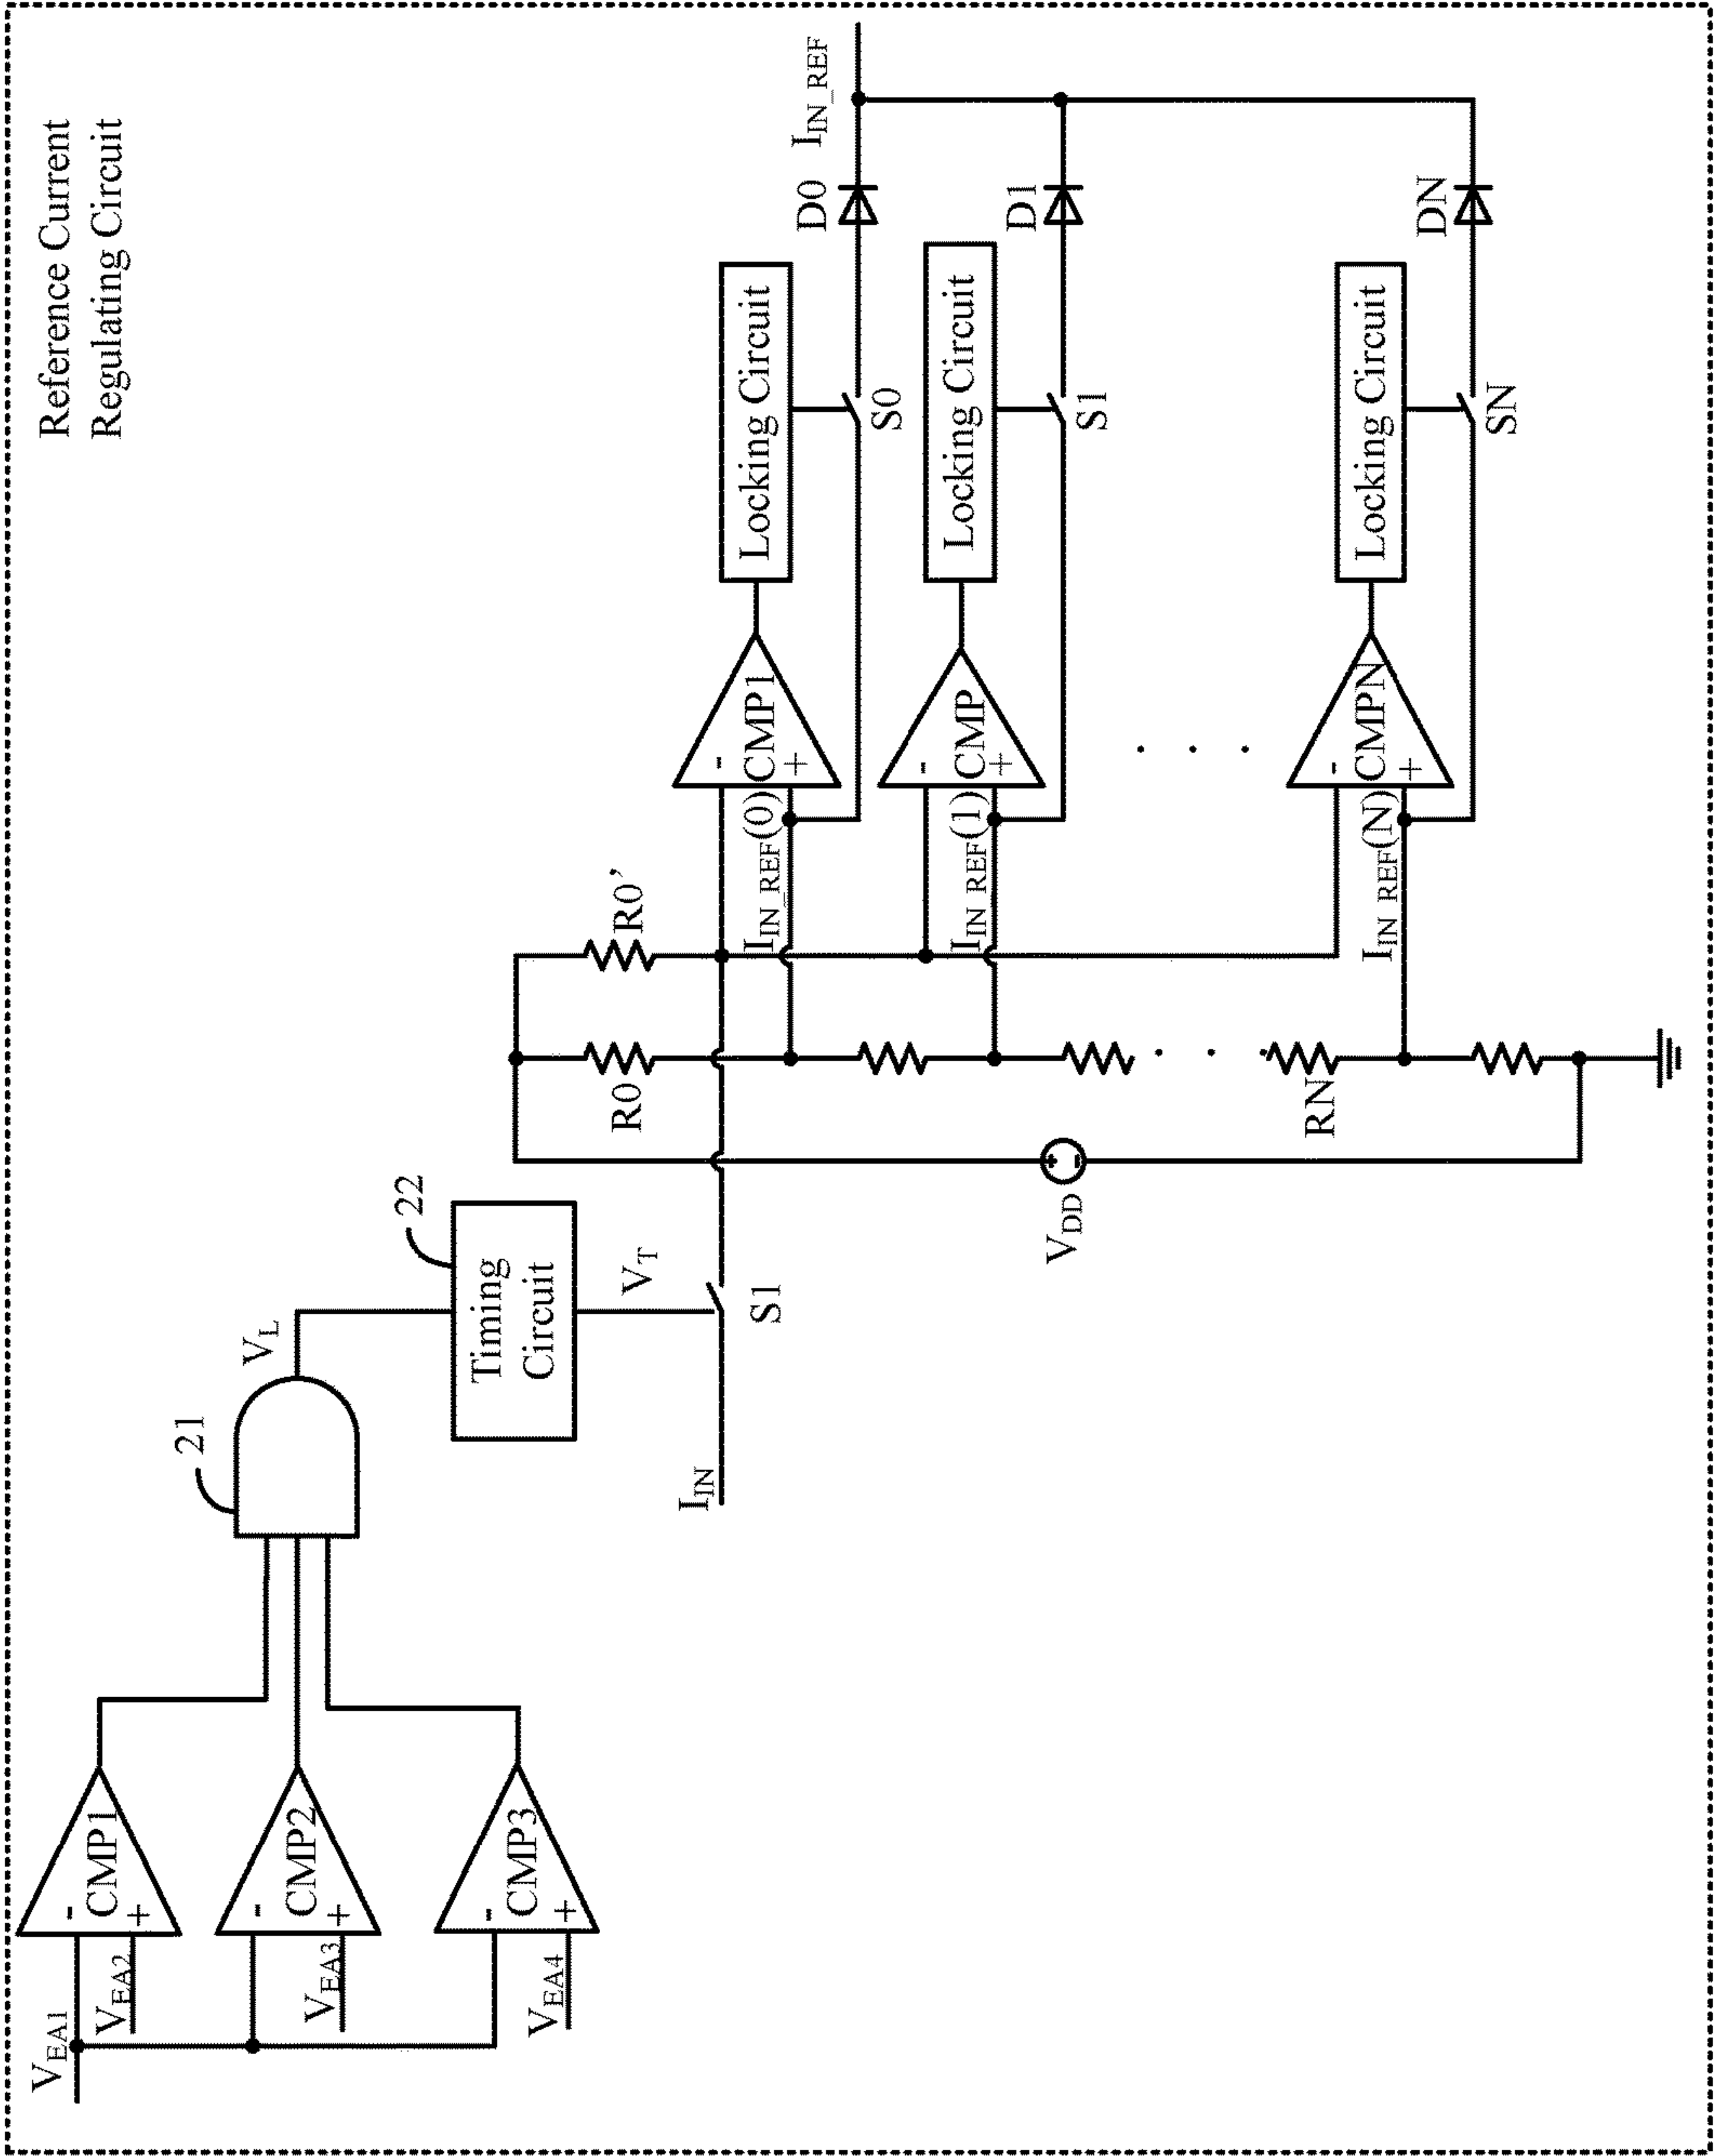 Reference Current
Regulating Circuit
V_EA1
V_EA2
-
CMP1
+
V_EA3
-
CMP2
+
V_EA4
-
CMP3
+
21
V_L
22
Timing
Circuit
V_T
I_IN
S1
V_DD
R0
R0’
RN
I_IN_REF(0)
-
CMP1
+
Locking Circuit
S0
D0
I_IN_REF
I_IN_REF(1)
-
CMP
+
Locking Circuit
S1
D1
I_IN_REF(N)
-
CMPN
+
Locking Circuit
SN
DN